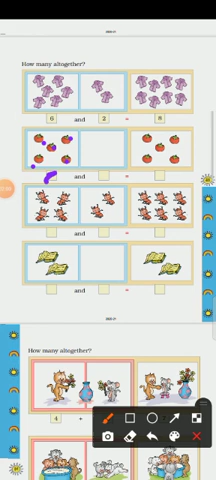 How many altogether?
6 and 2 = 8
and =
and =
and =
How many altogether?
4 +